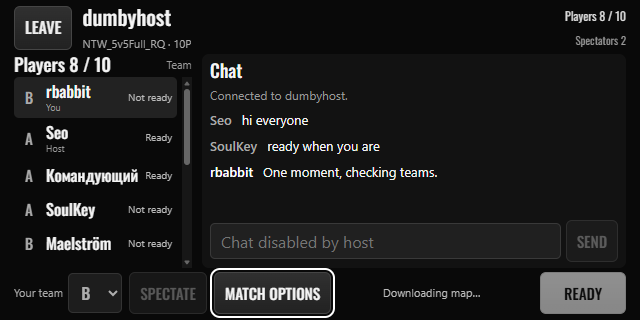 LEAVE
dumbyhost
NTW_5v5Full_RQ · 10P
Players 8 / 10
Spectators 2
Players 8 / 10
Team
B rbabbit Not ready
You
A Seo Ready
Host
A Командующий Ready
A SoulKey Not ready
B Maelström Not ready
Chat
Connected to dumbyhost.
Seo hi everyone
SoulKey ready when you are
rbabbit One moment, checking teams.
Chat disabled by host
SEND
Your team B SPECTATE MATCH OPTIONS Downloading map... READY